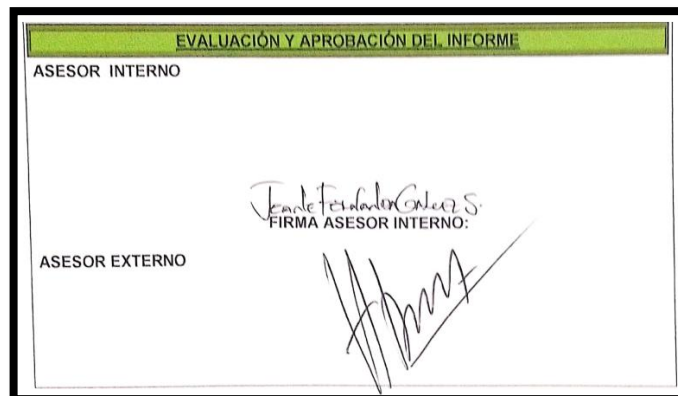 EVALUACIÓN Y APROBACIÓN DEL INFORME
ASESOR INTERNO
S.
FIRMA ASESOR INTERNO:
ASESOR EXTERNO